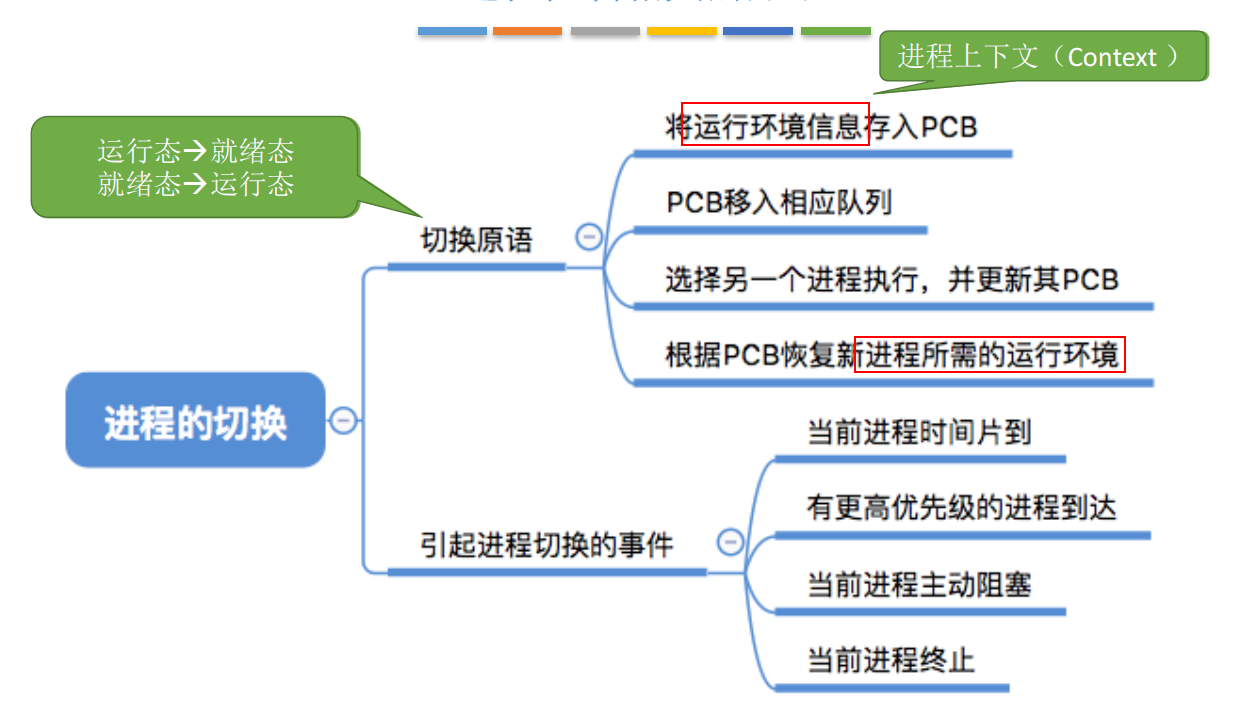 进程上下文（Context ）
运行态→就绪态
就绪态→运行态
将运行环境信息存入PCB
PCB移入相应队列
切换原语
选择另一个进程执行，并更新其PCB
根据PCB恢复新进程所需的运行环境
进程的切换
当前进程时间片到
有更高优先级的进程到达
引起进程切换的事件
当前进程主动阻塞
当前进程终止